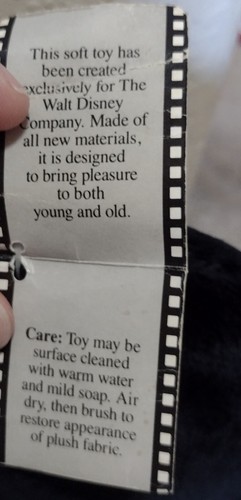 This soft toy has
been created
exclusively for The
Walt Disney
Company. Made of
all new materials,
it is designed
to bring pleasure
to both
young and old.
Care: Toy may be
surface cleaned
with warm water
and mild soap. Air
dry, then brush to
restore appearance
of plush fabric.